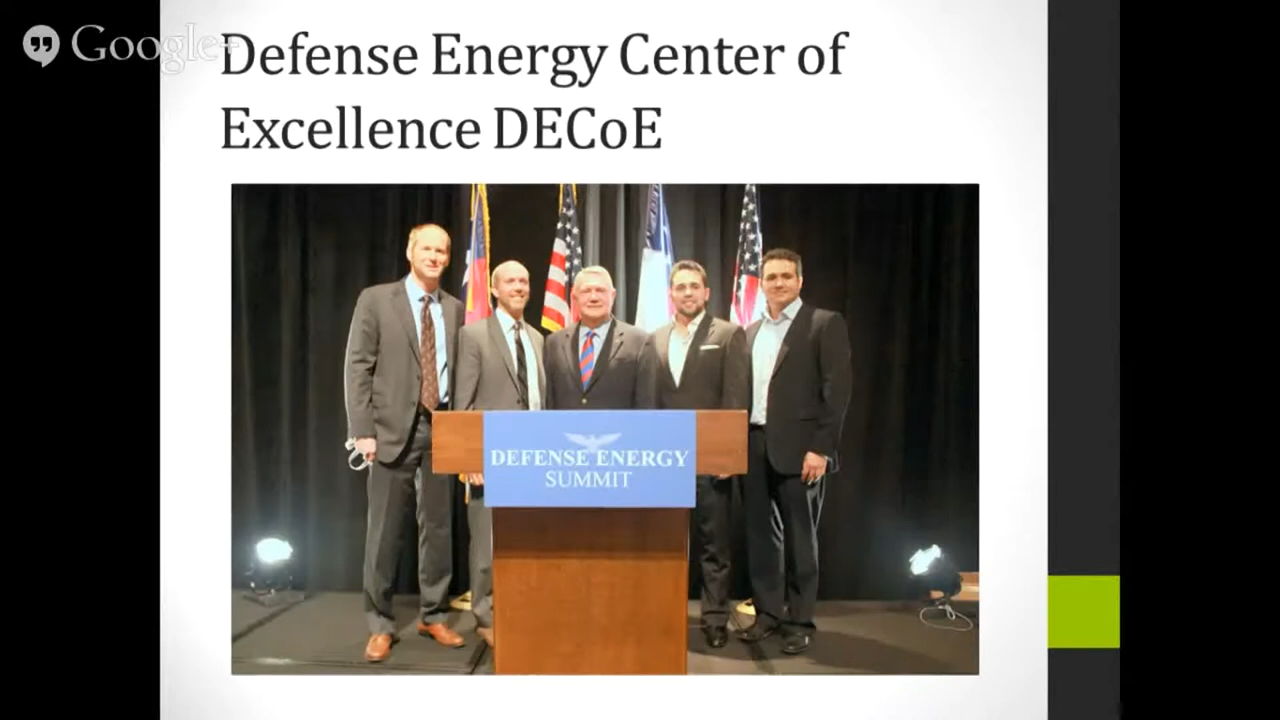 Google+
Defense Energy Center of
Excellence DECoE
DEFENSE ENERGY
SUMMIT